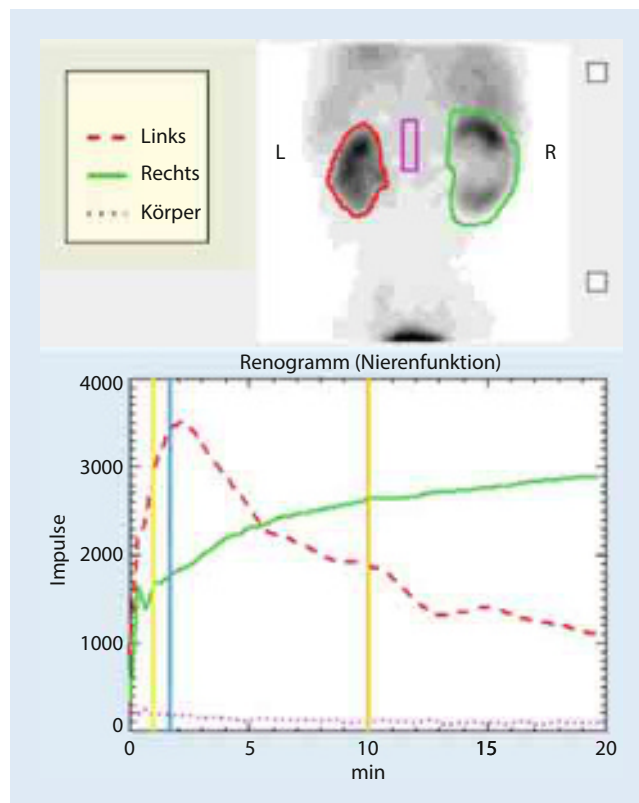 Links
Rechts
Körper
L
R
Renogramm (Nierenfunktion)
4000
3000
2000
1000
0
Impulse
0 5 10 15 20
min